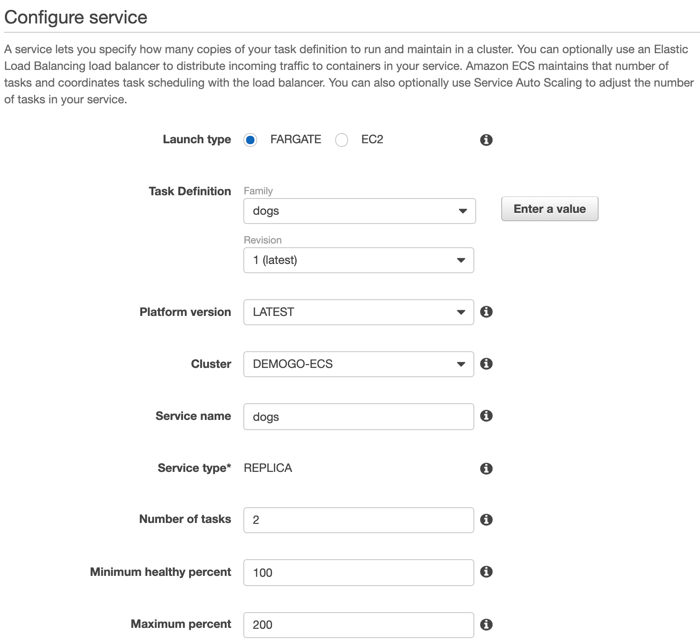 Configure service
A service lets you specify how many copies of your task definition to run and maintain in a cluster. You can optionally use an Elastic
Load Balancing load balancer to distribute incoming traffic to containers in your service. Amazon ECS maintains that number of
tasks and coordinates task scheduling with the load balancer. You can also optionally use Service Auto Scaling to adjust the number
of tasks in your service.
Launch type FARGATE EC2
Task Definition Family
dogs Enter a value
Revision
1 (latest)
Platform version LATEST
Cluster DEMOGO-ECS
Service name dogs
Service type* REPLICA
Number of tasks 2
Minimum healthy percent 100
Maximum percent 200